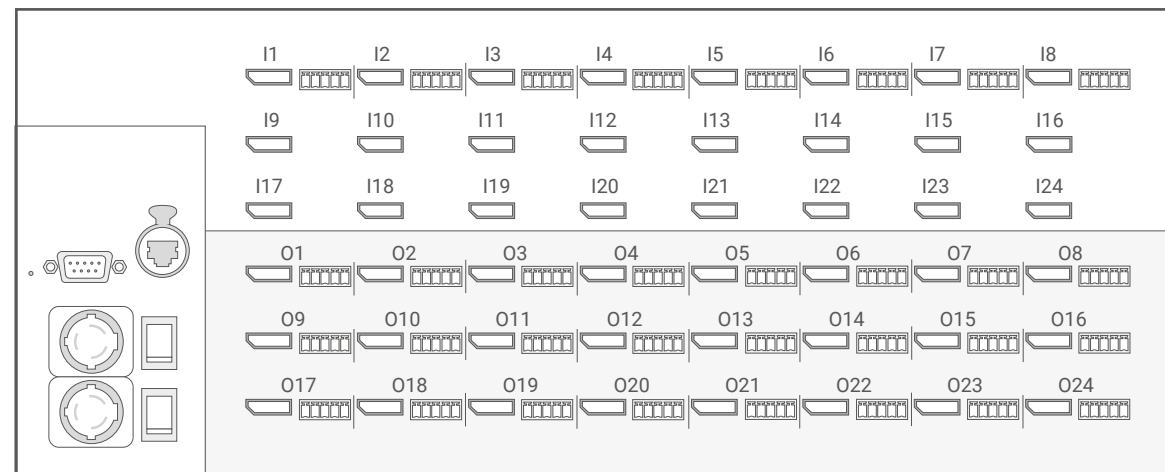 I1 I2 I3 I4 I5 I6 I7 I8
I9 I10 I11 I12 I13 I14 I15 I16
I17 I18 I19 I20 I21 I22 I23 I24
O1 O2 O3 O4 O5 O6 O7 O8
O9 O10 O11 O12 O13 O14 O15 O16
O17 O18 O19 O20 O21 O22 O23 O24